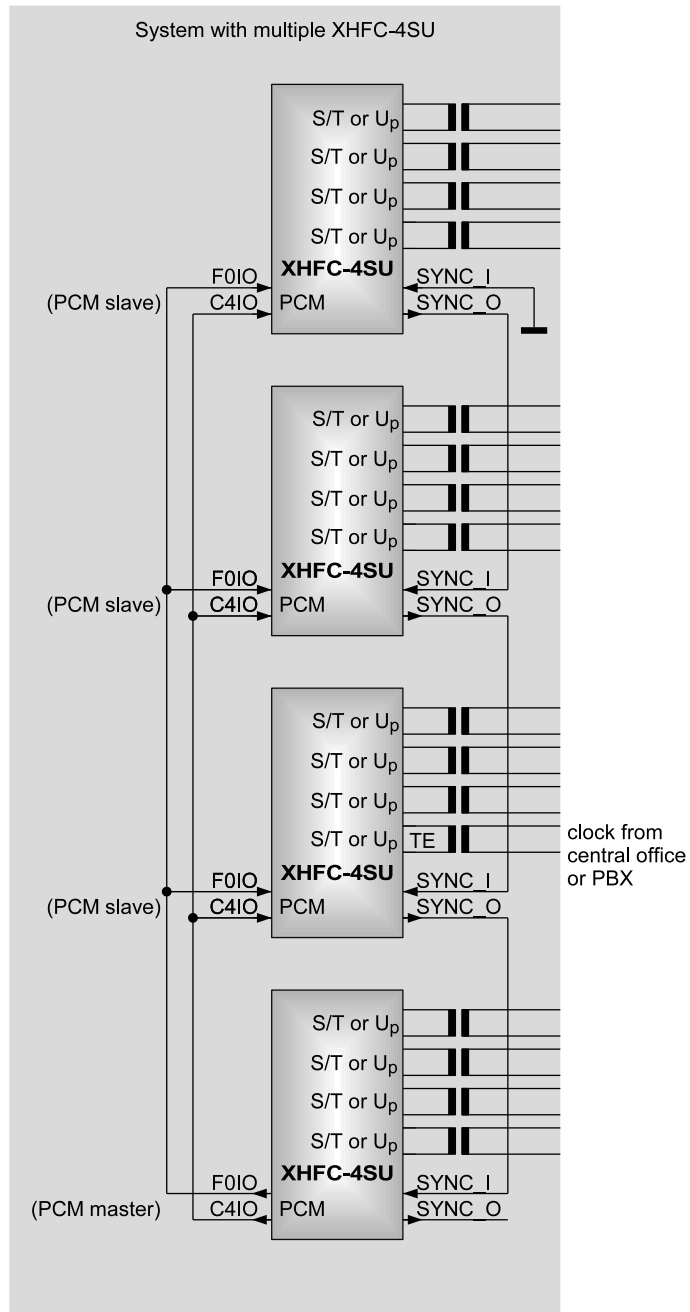 System with multiple XHFC-4SU
S/T or Up
S/T or Up
S/T or Up
S/T or Up
XHFC-4SU
F0IO
SYNC_I
(PCM slave)
C4IO
PCM
SYNC_O
S/T or Up
S/T or Up
S/T or Up
S/T or Up
XHFC-4SU
F0IO
SYNC_I
(PCM slave)
C4IO
PCM
SYNC_O
S/T or Up
S/T or Up
S/T or Up
S/T or Up
TE
clock from
central office
or PBX
XHFC-4SU
F0IO
SYNC_I
(PCM slave)
C4IO
PCM
SYNC_O
S/T or Up
S/T or Up
S/T or Up
S/T or Up
XHFC-4SU
F0IO
SYNC_I
(PCM master)
C4IO
PCM
SYNC_O